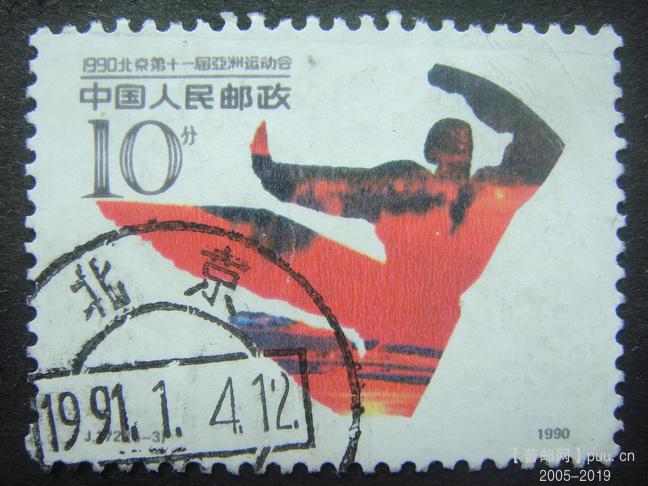 1990北京第十一届亞洲运动会
中国人民邮政
10分
北京
1991.1.4.12
1990
【普邮网】puu.cn
2005-2019